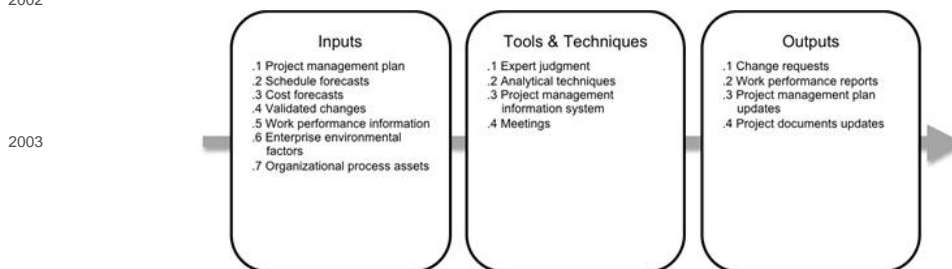 2002
Inputs
.1 Project management plan
.2 Schedule forecasts
.3 Cost forecasts
.4 Validated changes
.5 Work performance information
.6 Enterprise environmental
factors
.7 Organizational process assets
Tools & Techniques
.1 Expert judgment
.2 Analytical techniques
.3 Project management
information system
.4 Meetings
Outputs
.1 Change requests
.2 Work performance reports
.3 Project management plan
updates
.4 Project documents updates
2003